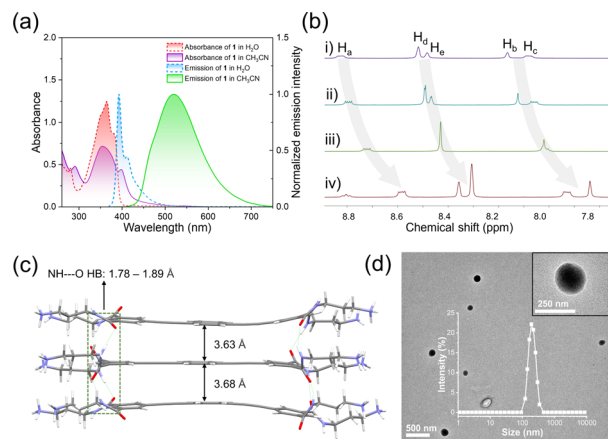 (a)
2.0
1.5
1.0
0.5
0.0
Absorbance
1.5
1.0
0.5
0.0
Normalized emission intensity
Absorbance of 1 in H₂O
Absorbance of 1 in CH₃CN
Emission of 1 in H₂O
Emission of 1 in CH₃CN
300 400 500 600 700
Wavelength (nm)
(b)
i) Hₐ H_d Hₑ H_b H_c
ii)
iii)
iv)
8.8 8.6 8.4 8.2 8.0 7.8
Chemical shift (ppm)
(c)
NH---O HB: 1.78 – 1.89 Å
3.63 Å
3.68 Å
(d)
250 nm
25
20
15
10
5
0
Intensity (%)
1 10 100 1000 10000
Size (nm)
500 nm